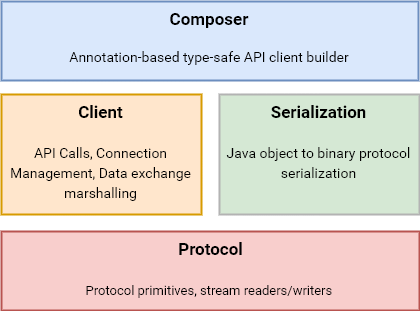 Composer
Annotation-based type-safe API client builder
Client
API Calls, Connection
Management, Data exchange
marshalling
Serialization
Java object to binary protocol
serialization
Protocol
Protocol primitives, stream readers/writers